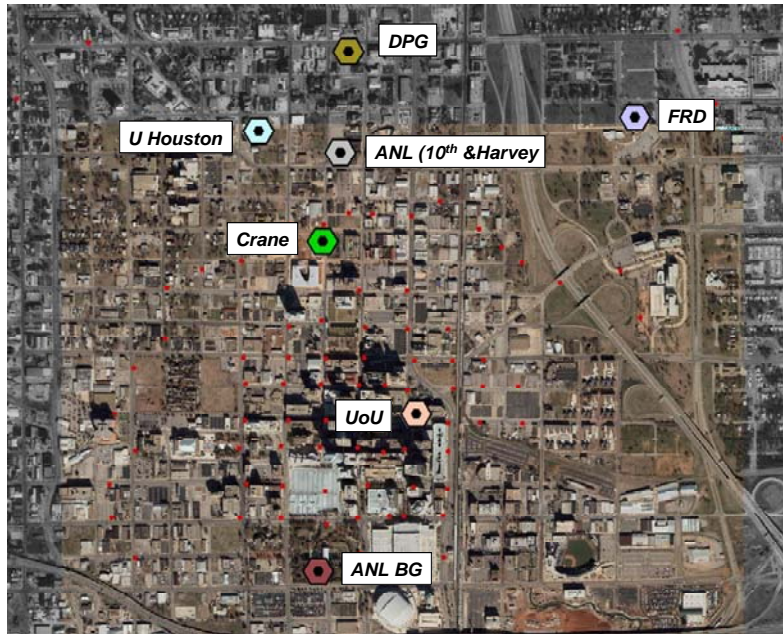 DPG
FRD
U Houston
ANL (10th &Harvey
Crane
UoU
ANL BG